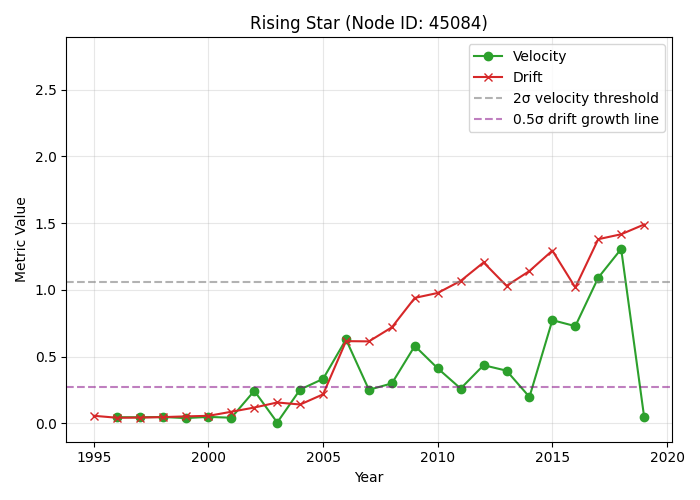 Rising Star (Node ID: 45084)
Velocity
Drift
2σ velocity threshold
0.5σ drift growth line
Metric Value
2.5
2.0
1.5
1.0
0.5
0.0
1995 2000 2005 2010 2015 2020
Year